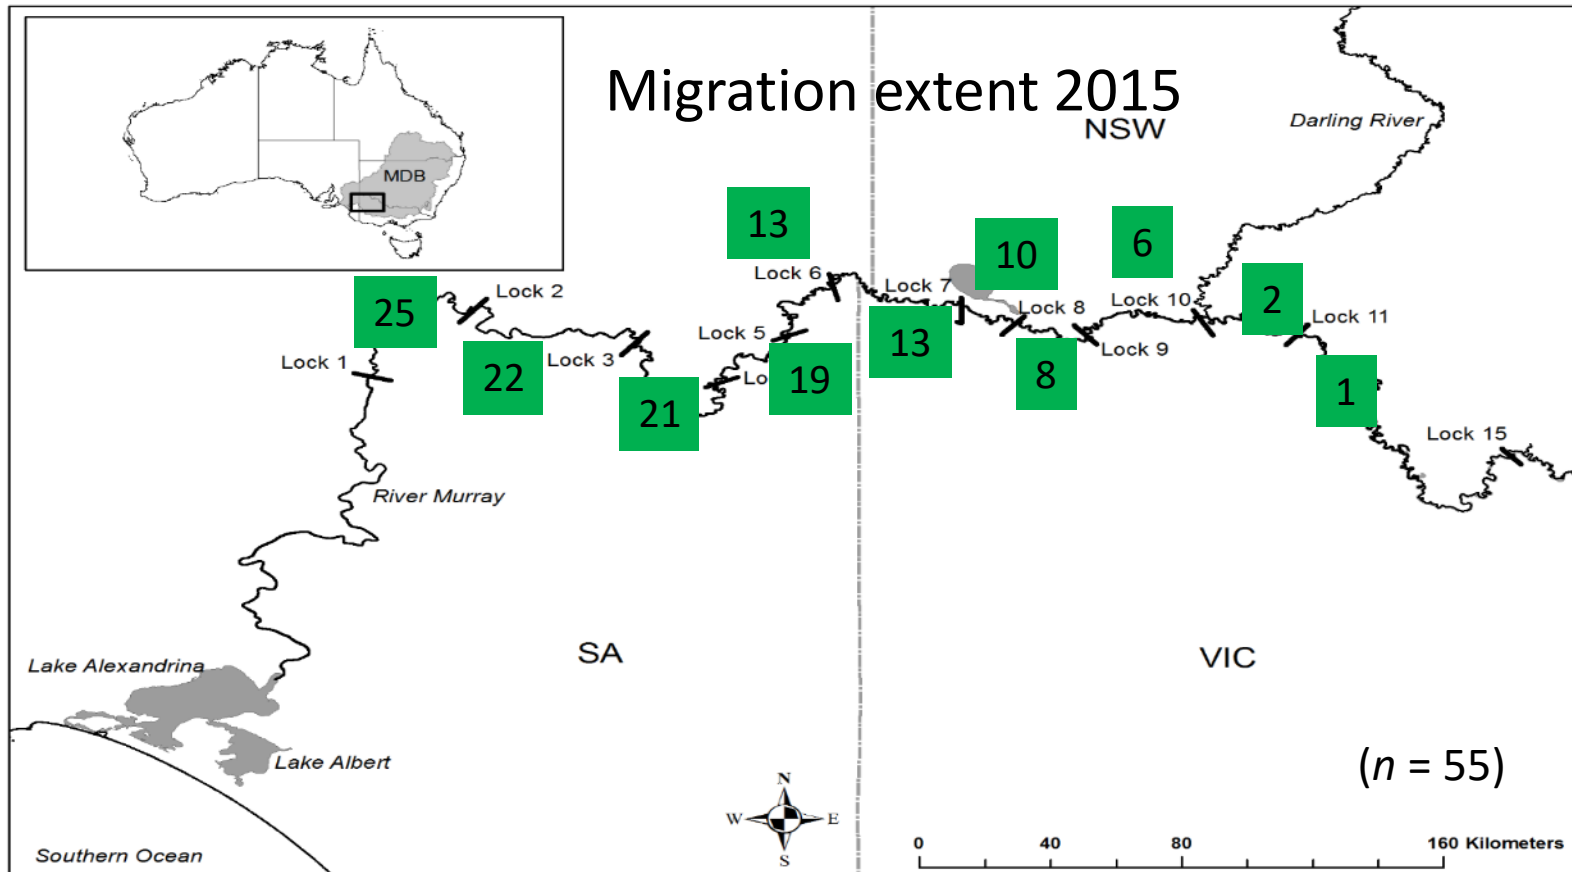 Migration extent 2015
MDB
NSW
Darling River
13
10
6
Lock 6
Lock 7
Lock 8
Lock 10
2
Lock 11
25
Lock 2
Lock 1
22
Lock 3
21
Lock 5
19
13
8
Lock 9
1
Lock 15
River Murray
SA
VIC
Lake Alexandrina
Lake Albert
Southern Ocean
N
W E
S
(n = 55)
0 40 80 160 Kilometers